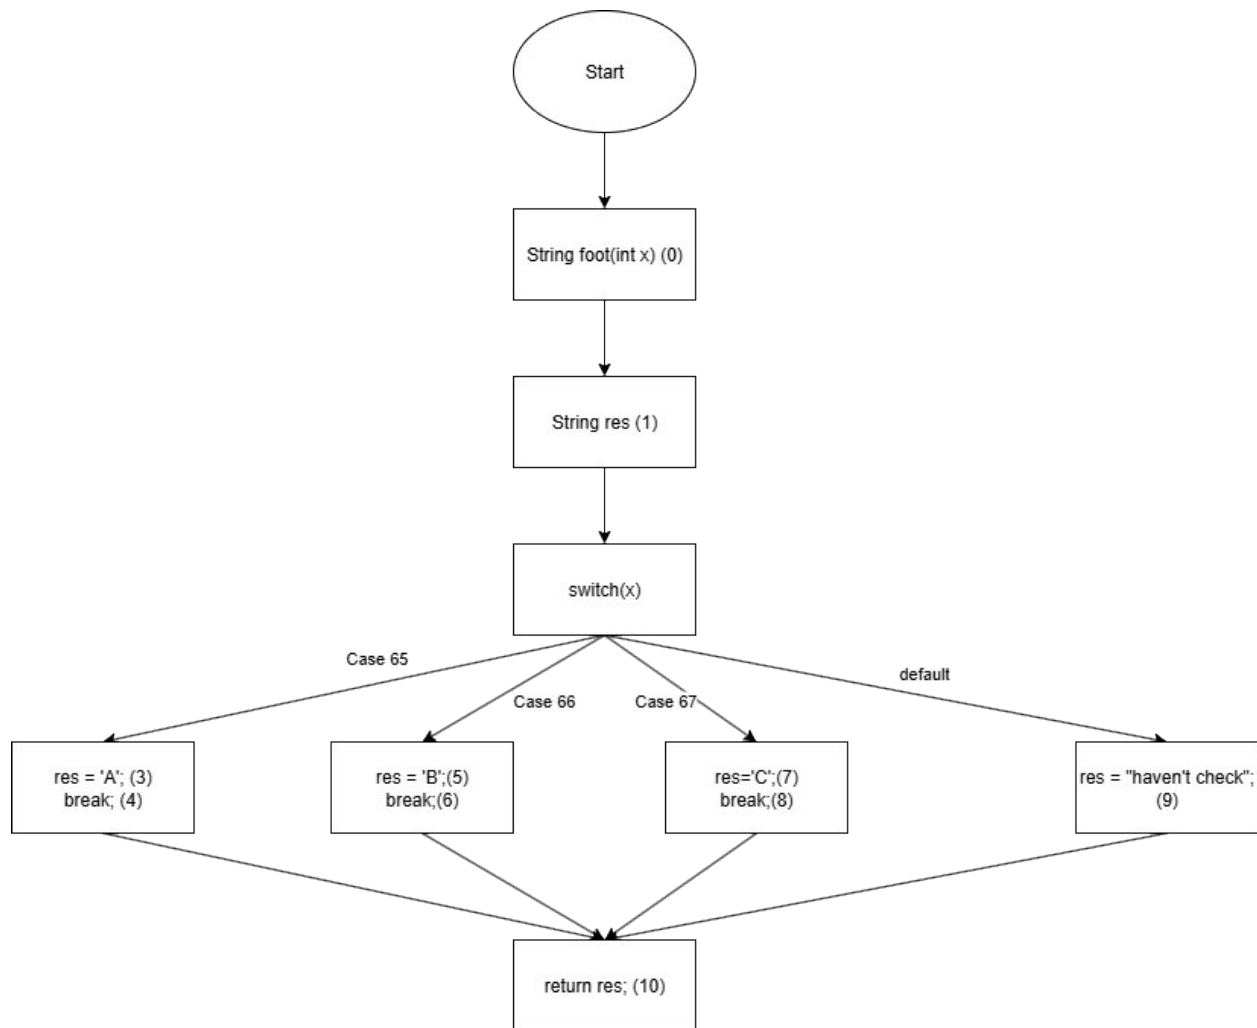 Start
String foot(int x) (0)
String res (1)
switch(x)
Case 65
Case 66
Case 67
default
res = 'A'; (3)
break; (4)
res = 'B';(5)
break;(6)
res='C';(7)
break;(8)
res = "haven't check";
(9)
return res; (10)